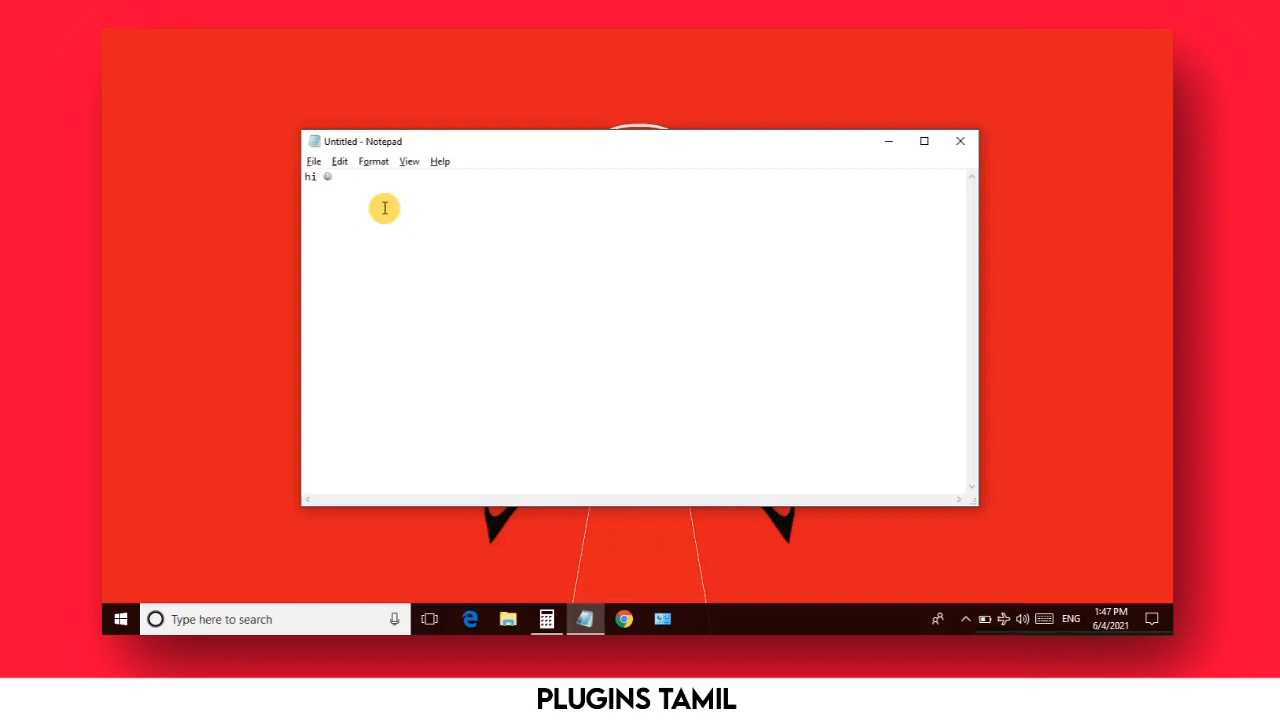 Untitled - Notepad
File Edit Format View Help
hi 😃
Type here to search
ENG
1:47 PM
6/4/2021
PLUGINS TAMIL